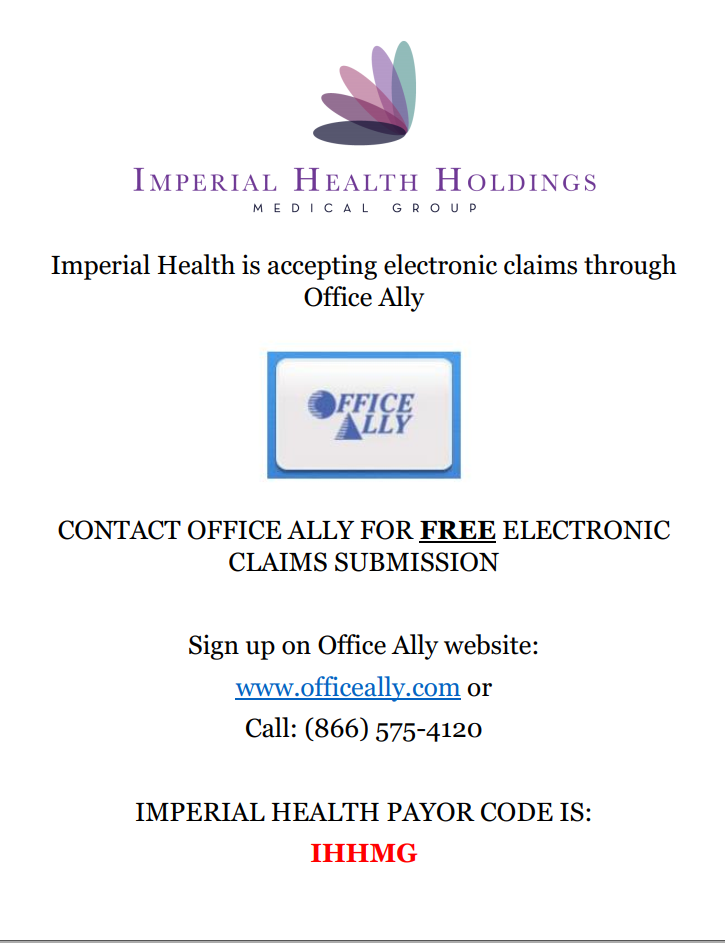 IMPERIAL HEALTH HOLDINGS
MEDICAL GROUP
Imperial Health is accepting electronic claims through
Office Ally
OFFICE
ALLY
CONTACT OFFICE ALLY FOR FREE ELECTRONIC
CLAIMS SUBMISSION
Sign up on Office Ally website:
www.officeally.com or
Call: (866) 575-4120
IMPERIAL HEALTH PAYOR CODE IS:
IHHMG